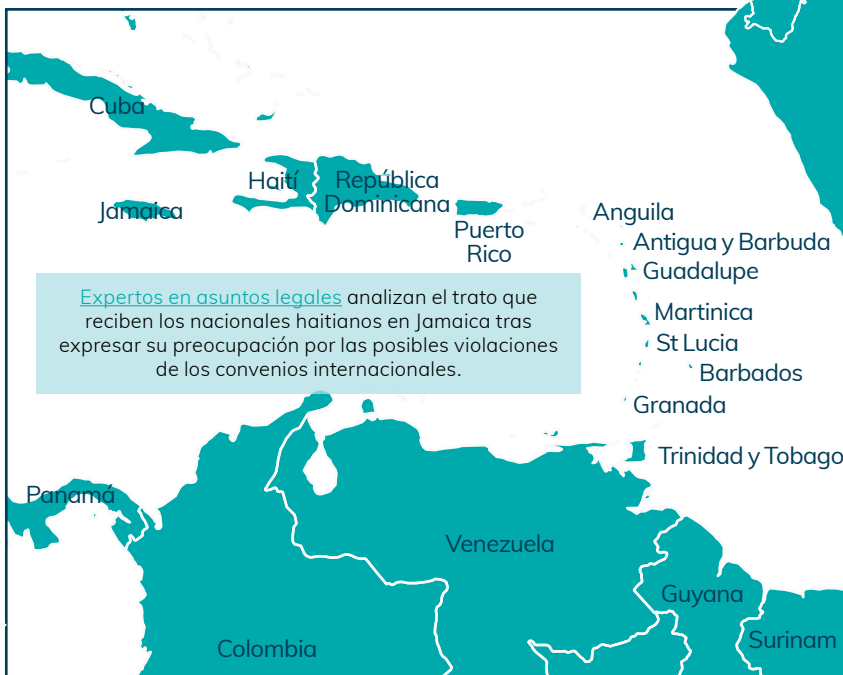 Cuba
Haití
República
Dominicana
Jamaica
Puerto
Rico
Anguila
Antigua y Barbuda
Guadalupe
Martinica
St Lucia
Barbados
Granada
Trinidad y Tobago
Expertos en asuntos legales analizan el trato que
reciben los nacionales haitianos en Jamaica tras
expresar su preocupación por las posibles violaciones
de los convenios internacionales.
Panamá
Venezuela
Guyana
Surinam
Colombia